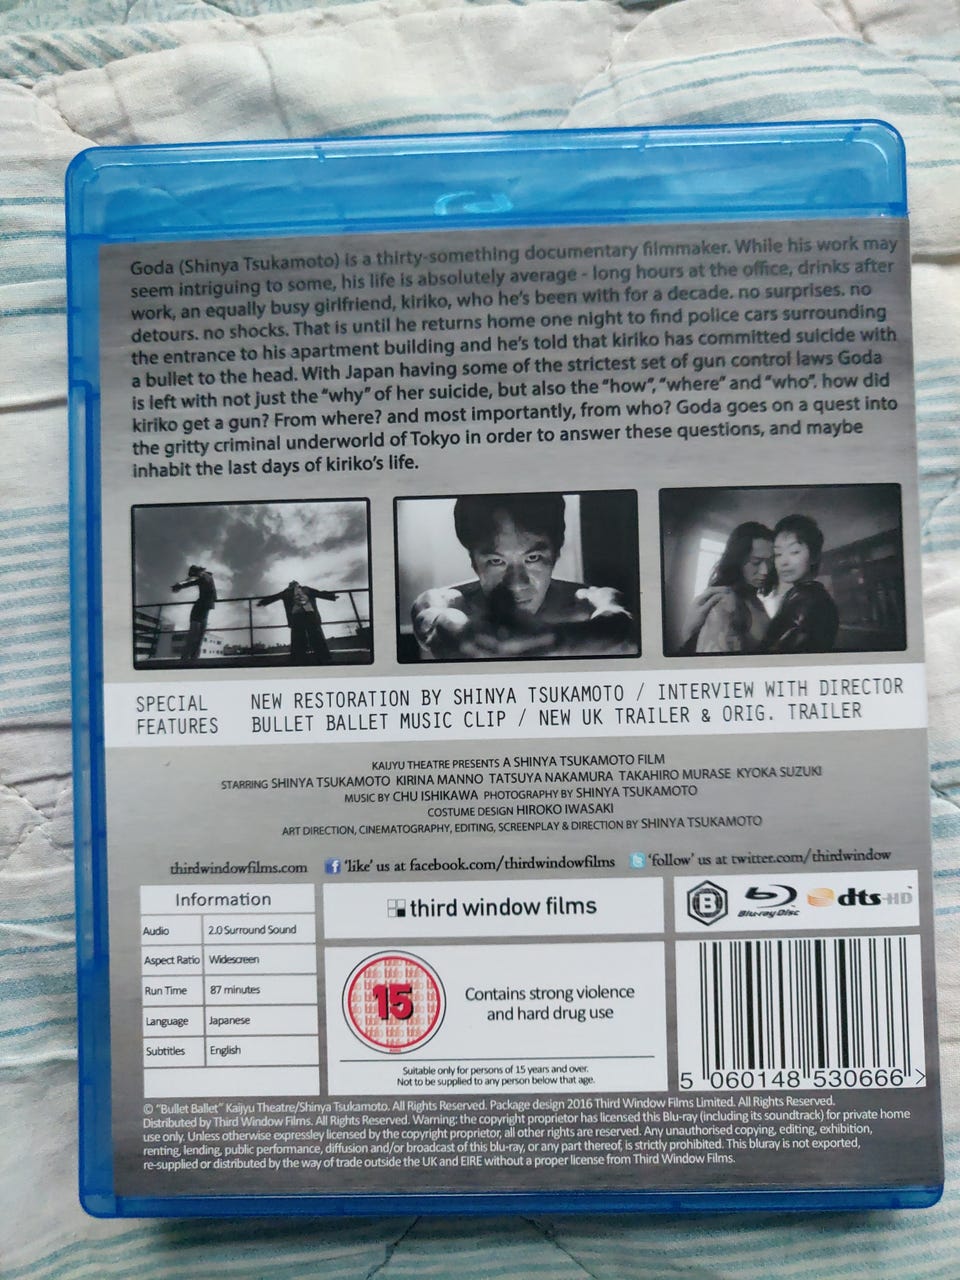 Goda (Shinya Tsukamoto) is a thirty-something documentary filmmaker. While his work may
seem intriguing to some, his life is absolutely average - long hours at the office, drinks after
work, an equally busy girlfriend, kiriko, who he's been with for a decade. no surprises. no
detours. no shocks. That is until he returns home one night to find police cars surrounding
the entrance to his apartment building and he's told that kiriko has committed suicide with
a bullet to the head. With Japan having some of the strictest set of gun control laws Goda
is left with not just the "why" of her suicide, but also the "how", "where" and "who". how did
kiriko get a gun? From where? and most importantly, from who? Goda goes on a quest into
the gritty criminal underworld of Tokyo in order to answer these questions, and maybe
inhabit the last days of kiriko's life.
SPECIAL FEATURES
NEW RESTORATION BY SHINYA TSUKAMOTO / INTERVIEW WITH DIRECTOR
BULLET BALLET MUSIC CLIP / NEW UK TRAILER & ORIG. TRAILER
KAIJYU THEATRE PRESENTS A SHINYA TSUKAMOTO FILM
STARRING SHINYA TSUKAMOTO KIRINA MANNO TATSUYA NAKAMURA TAKAHIRO MURASE KYOKA SUZUKI
MUSIC BY CHU ISHIKAWA PHOTOGRAPHY BY SHINYA TSUKAMOTO
COSTUME DESIGN HIROKO IWASAKI
ART DIRECTION, CINEMATOGRAPHY, EDITING, SCREENPLAY & DIRECTION BY SHINYA TSUKAMOTO
thirdwindowfilms.com f 'like' us at facebook.com/thirdwindowfilms 'follow' us at twitter.com/thirdwindow
Information
Audio 2.0 Surround Sound
Aspect Ratio Widescreen
Run Time 87 minutes
Language Japanese
Subtitles English
third window films
B Blu-ray Disc dts-HD
15
Contains strong violence
and hard drug use
Suitable only for persons of 15 years and over.
Not to be supplied to any person below that age.
5 060148 530666 >
© "Bullet Ballet" Kaijyu Theatre/Shinya Tsukamoto. All Rights Reserved. Package design 2016 Third Window Films Limited. All Rights Reserved.
Distributed by Third Window Films. All Rights Reserved. Warning: the copyright proprietor has licensed this Blu-ray (including its soundtrack) for private home
use only. Unless otherwise expressley licensed by the copyright proprietor, all other rights are reserved. Any unauthorised copying, editing, exhibition,
renting, lending, public performance, diffusion and/or broadcast of this blu-ray, or any part thereof, is strictly prohibited. This bluray is not exported,
re-supplied or distributed by the way of trade outside the UK and EIRE without a proper license from Third Window Films.